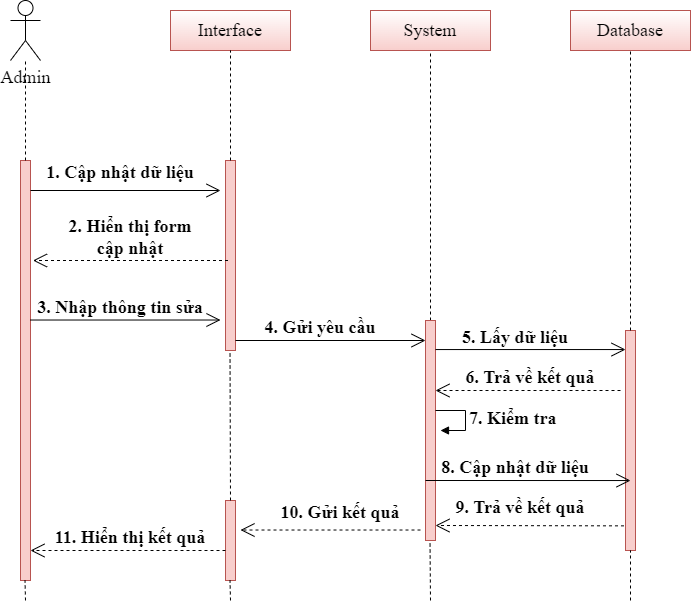 Interface
System
Database
Admin
1. Cập nhật dữ liệu
2. Hiển thị form
cập nhật
3. Nhập thông tin sửa
4. Gửi yêu cầu
5. Lấy dữ liệu
6. Trả về kết quả
7. Kiểm tra
8. Cập nhật dữ liệu
9. Trả về kết quả
10. Gửi kết quả
11. Hiển thị kết quả